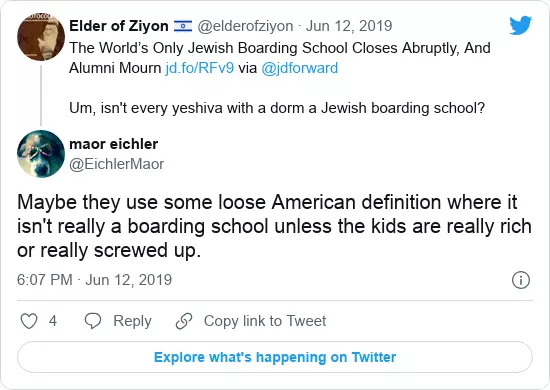 Elder of Ziyon 🇮🇱 @elderofziyon · Jun 12, 2019
The World’s Only Jewish Boarding School Closes Abruptly, And
Alumni Mourn jd.fo/RFv9 via @jdforward
Um, isn't every yeshiva with a dorm a Jewish boarding school?
maor eichler
@EichlerMaor
Maybe they use some loose American definition where it
isn't really a boarding school unless the kids are really rich
or really screwed up.
6:07 PM · Jun 12, 2019
4 Reply Copy link to Tweet
Explore what's happening on Twitter